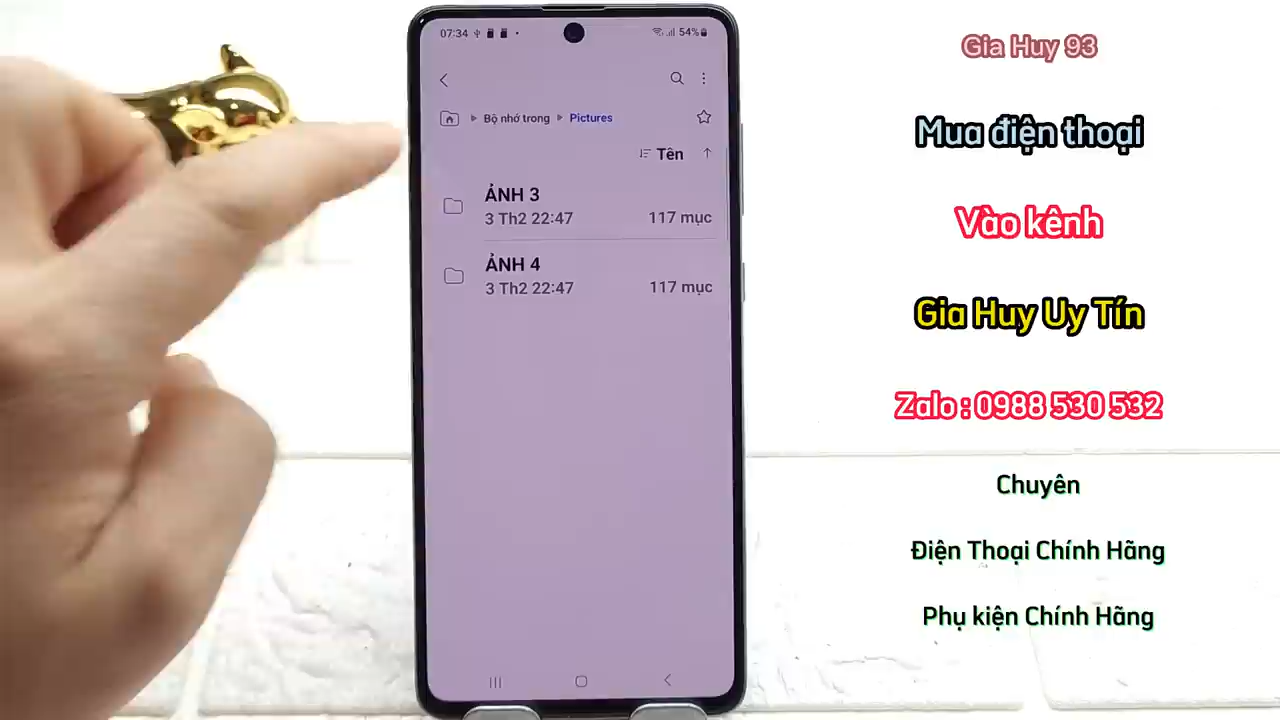 07:34
54%
Bộ nhớ trong
Pictures
Tên
ẢNH 3
3 Th2 22:47
117 mục
ẢNH 4
3 Th2 22:47
117 mục
Gia Huy 93
Mua điện thoại
Vào kênh
Gia Huy Uy Tín
Zalo : 0988 530 532
Chuyên
Điện Thoại Chính Hãng
Phụ kiện Chính Hãng